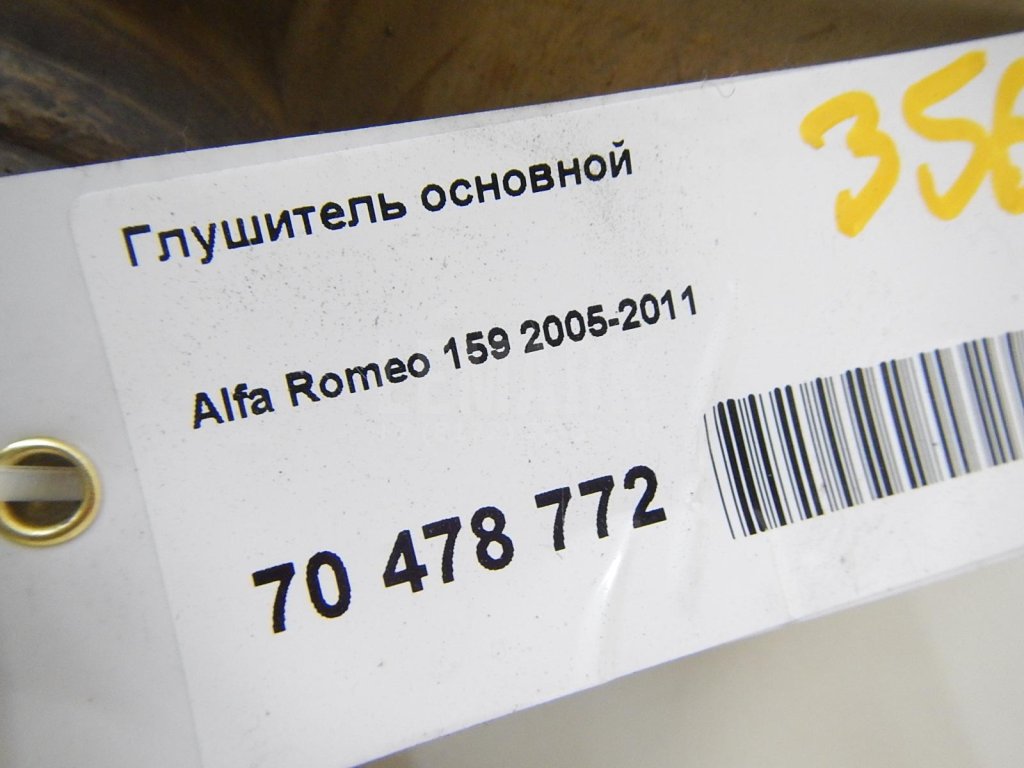 Глушитель основной
Alfa Romeo 159 2005-2011
70 478 772